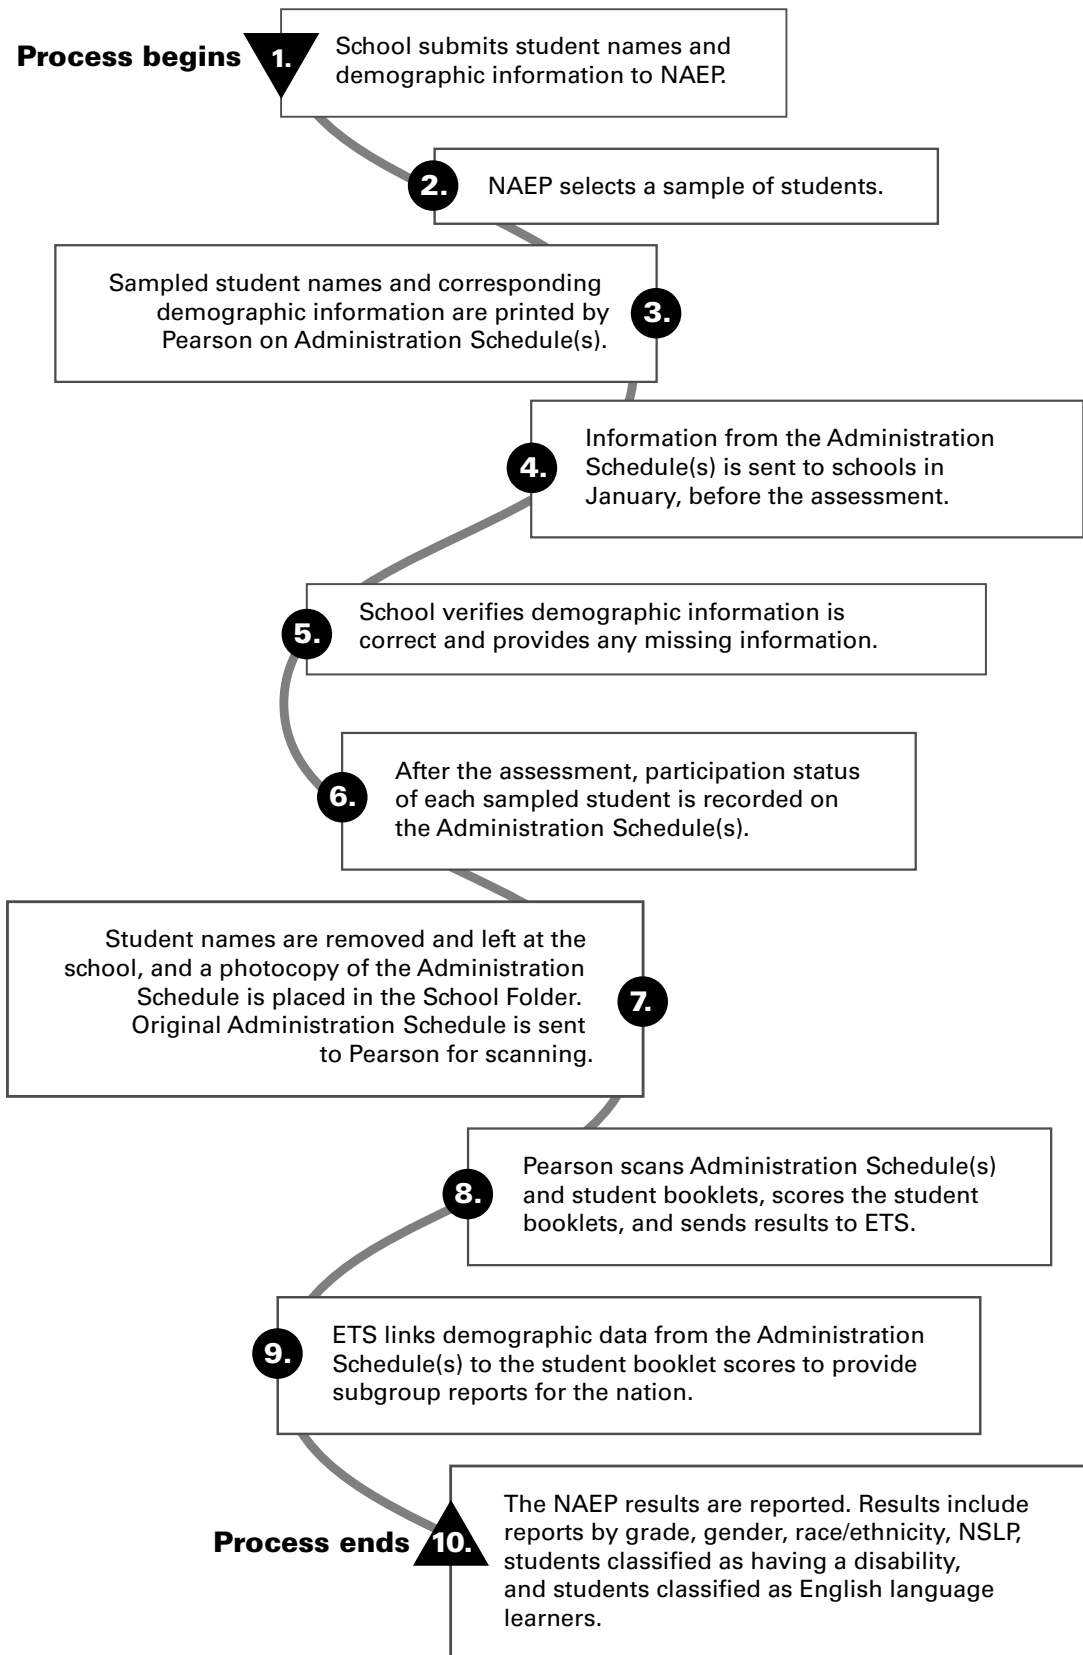 Process begins
1.
School submits student names and
demographic information to NAEP.
2.
NAEP selects a sample of students.
Sampled student names and corresponding
demographic information are printed by
Pearson on Administration Schedule(s).
3.
4.
Information from the Administration
Schedule(s) is sent to schools in
January, before the assessment.
5.
School verifies demographic information is
correct and provides any missing information.
6.
After the assessment, participation status
of each sampled student is recorded on
the Administration Schedule(s).
Student names are removed and left at the
school, and a photocopy of the Administration
Schedule is placed in the School Folder.
Original Administration Schedule is sent
to Pearson for scanning.
7.
8.
Pearson scans Administration Schedule(s)
and student booklets, scores the student
booklets, and sends results to ETS.
9.
ETS links demographic data from the Administration
Schedule(s) to the student booklet scores to provide
subgroup reports for the nation.
Process ends
10.
The NAEP results are reported. Results include
reports by grade, gender, race/ethnicity, NSLP,
students classified as having a disability,
and students classified as English language
learners.